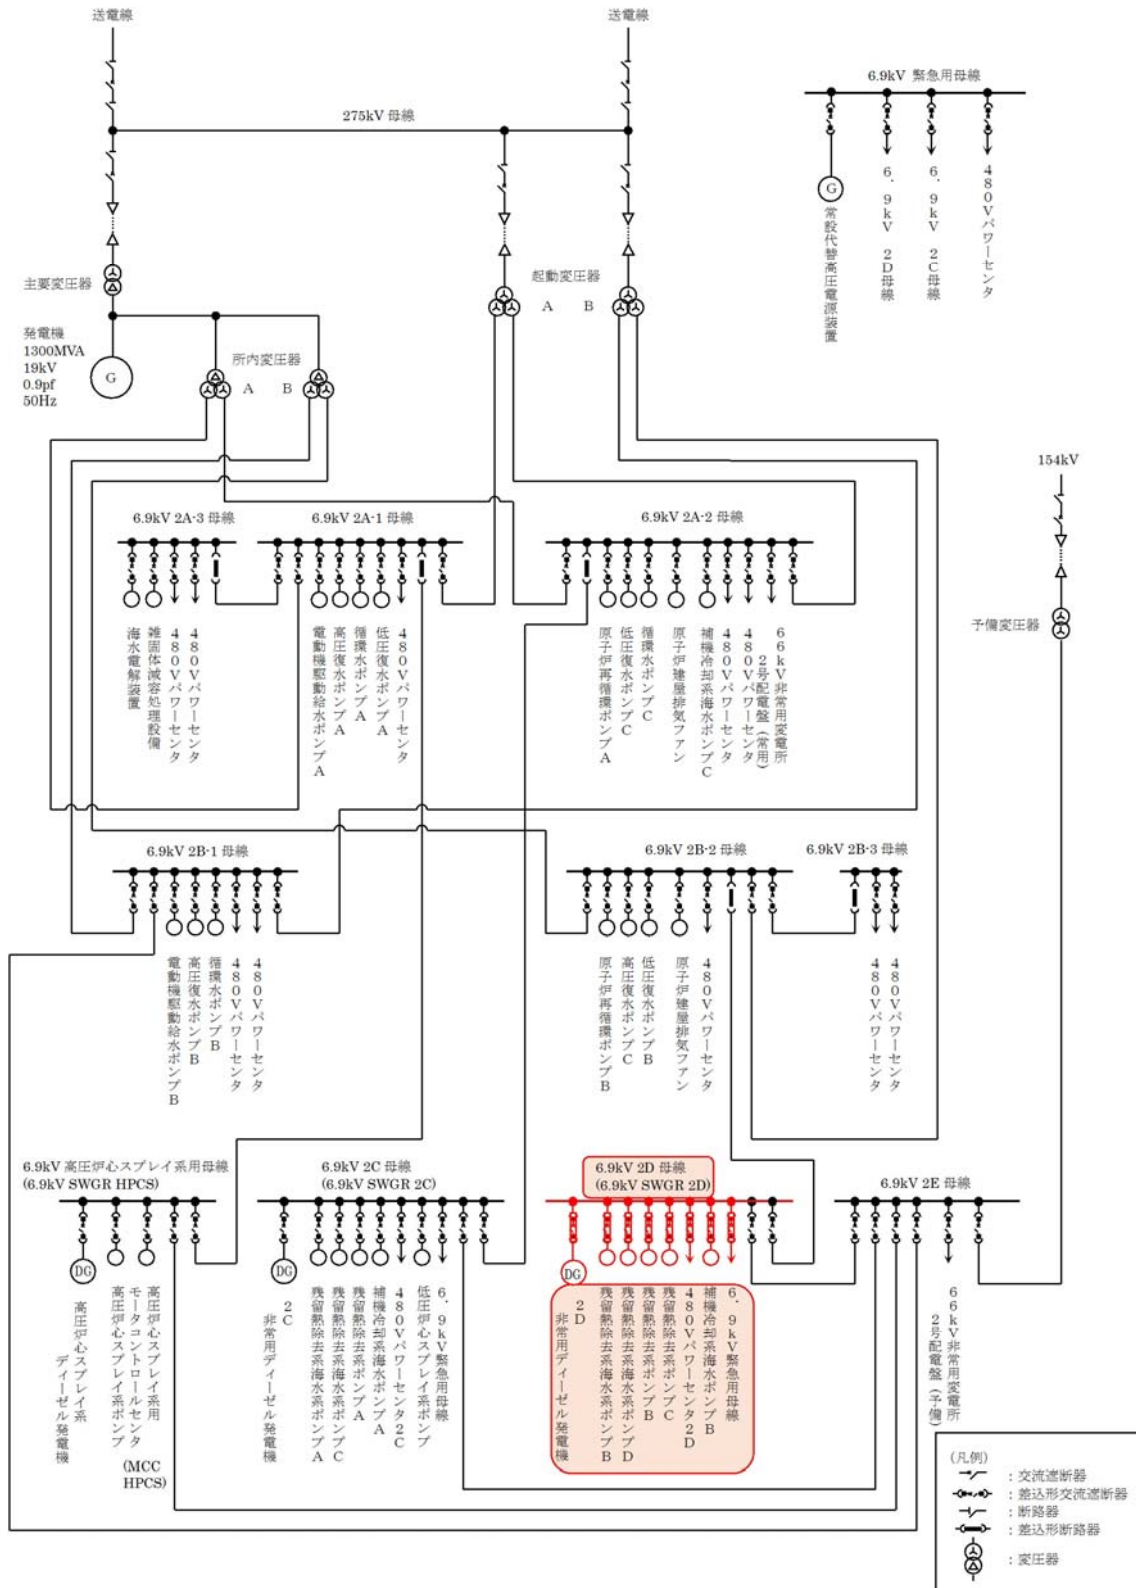 送電線
送電線
6.9kV 緊急用母線
275kV 母線
G
常設代替高圧電源装置
6.9kV 2D母線
6.9kV 2C母線
480Vパワーセンタ
主要変圧器
起動変圧器
A B
発電機
1300MVA
19kV
0.9pf
50Hz
G
所内変圧器
A B
154kV
予備変圧器
6.9kV 2A-3 母線
海水電解装置
雑固体減容処理設備
480Vパワーセンタ
480Vパワーセンタ
6.9kV 2A-1 母線
電動機駆動給水ポンプA
高圧復水ポンプA
循環水ポンプA
低圧復水ポンプA
480Vパワーセンタ
6.9kV 2A-2 母線
原子炉再循環ポンプA
低圧復水ポンプC
循環水ポンプC
原子炉建屋排気ファン
補機冷却系海水ポンプC
480Vパワーセンタ
480Vパワーセンタ
66kV非常用変電所
2号配電盤(常用)
6.9kV 2B-1 母線
電動機駆動給水ポンプB
高圧復水ポンプB
循環水ポンプB
480Vパワーセンタ
480Vパワーセンタ
6.9kV 2B-2 母線
原子炉再循環ポンプB
高圧復水ポンプC
低圧復水ポンプB
原子炉建屋排気ファン
480Vパワーセンタ
6.9kV 2B-3 母線
480Vパワーセンタ
480Vパワーセンタ
6.9kV 高圧炉心スプレイ系用母線
(6.9kV SWGR HPCS)
DG
高圧炉心スプレイ系
ディーゼル発電機
高圧炉心スプレイ系ポンプ
高圧炉心スプレイ系用
モータコントロールセンタ
(MCC
HPCS)
6.9kV 2C 母線
(6.9kV SWGR 2C)
DG
2C
非常用ディーゼル発電機
残留熱除去系海水系ポンプA
残留熱除去系海水系ポンプC
残留熱除去系ポンプA
補機冷却系海水ポンプA
480Vパワーセンタ2C
低圧炉心スプレイ系ポンプ
6.9kV緊急用母線
6.9kV 2D 母線
(6.9kV SWGR 2D)
DG
2D
非常用ディーゼル発電機
残留熱除去系海水系ポンプB
残留熱除去系海水系ポンプD
残留熱除去系ポンプB
残留熱除去系ポンプC
480Vパワーセンタ2D
補機冷却系海水ポンプB
6.9kV緊急用母線
6.9kV 2E 母線
66kV非常用変電所
2号配電盤(予備)
(凡例)
：交流遮断器
：差込形交流遮断器
：断路器
：差込形断路器
：変圧器